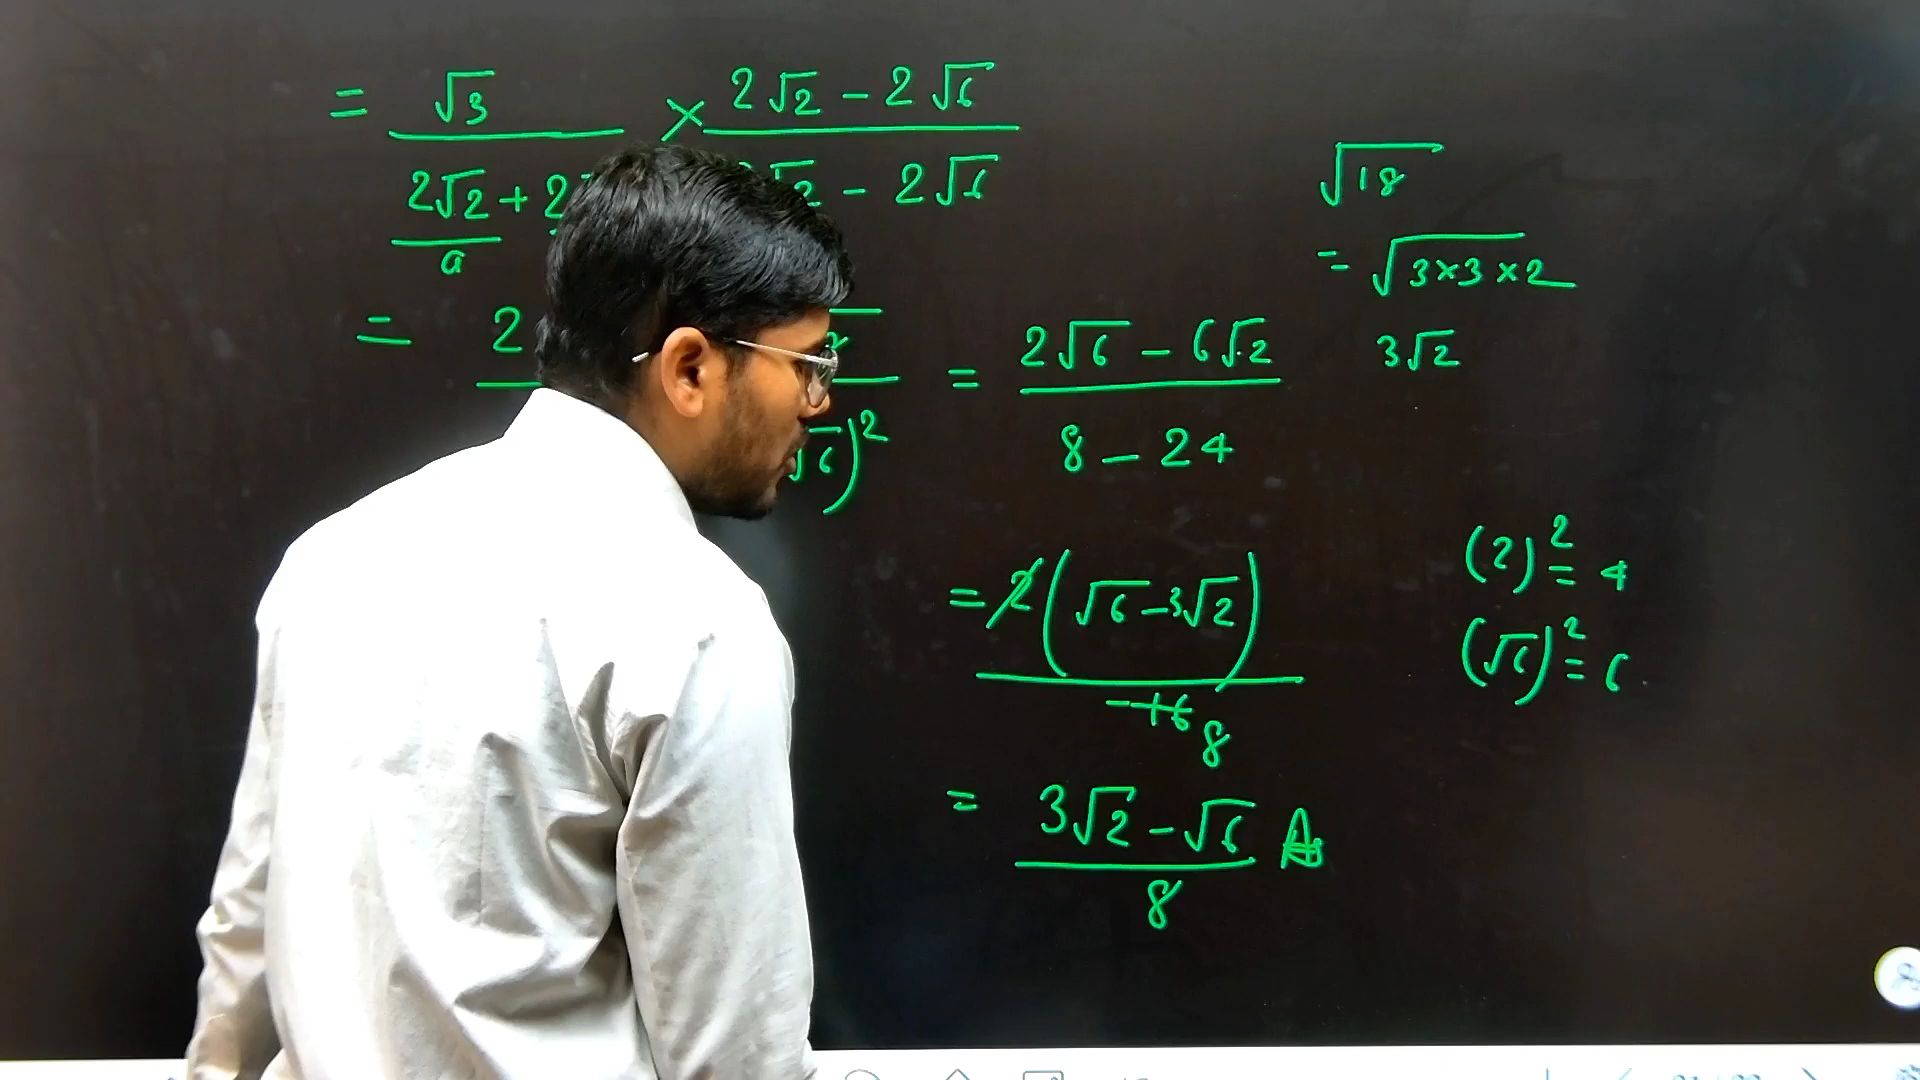 = √3 / 2√2 + 2 × 2√2 − 2√6 / √2 − 2√6
a
= 2
√6)²
= 2√6 − 6√2 / 8 − 24
= 2(√6 − 3√2) / −16 8
= 3√2 − √6 / 8 A
√18
= √3×3×2
3√2
(2)² = 4
(√6)² = 6